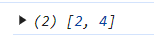 (2) [2, 4]